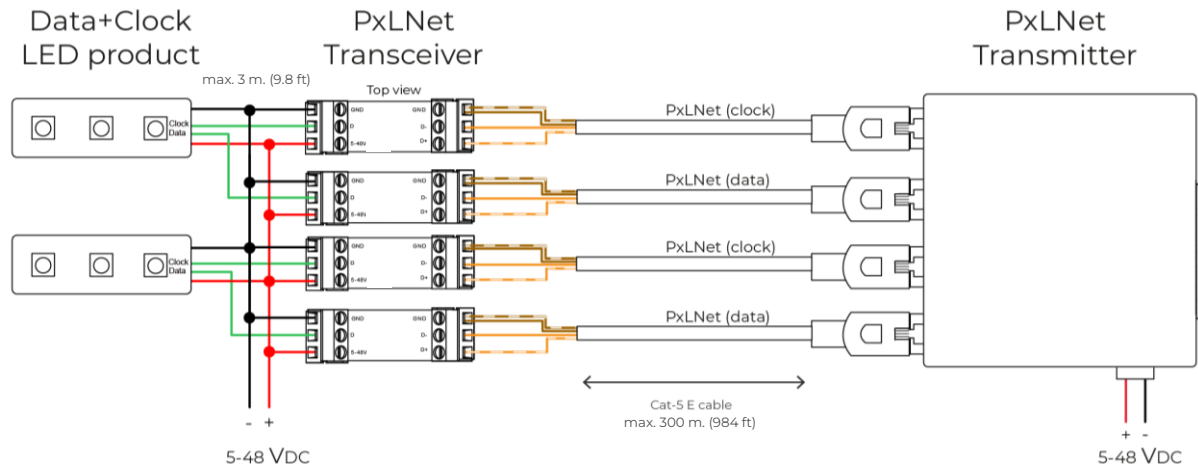 Data+Clock
LED product
PxLNet
Transceiver
PxLNet
Transmitter
max. 3 m. (9.8 ft)
Top view
Clock
Data
GND
D
5-48V
GND
D-
D+
PxLNet (clock)
GND
D
5-48V
GND
D-
D+
PxLNet (data)
Clock
Data
GND
D
5-48V
GND
D-
D+
PxLNet (clock)
GND
D
5-48V
GND
D-
D+
PxLNet (data)
Cat-5 E cable
max. 300 m. (984 ft)
- +
5-48 VDC
+ -
5-48 VDC